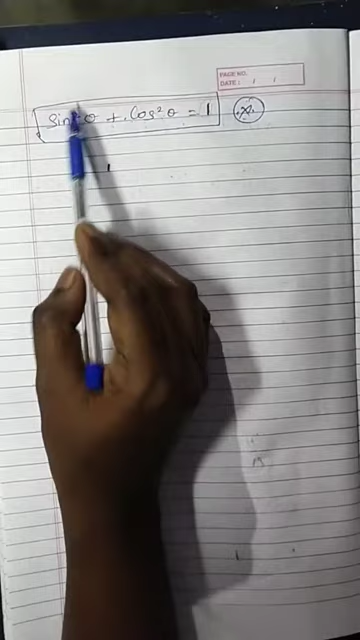 PAGE NO.
DATE: / /
sin²θ + cos²θ = 1